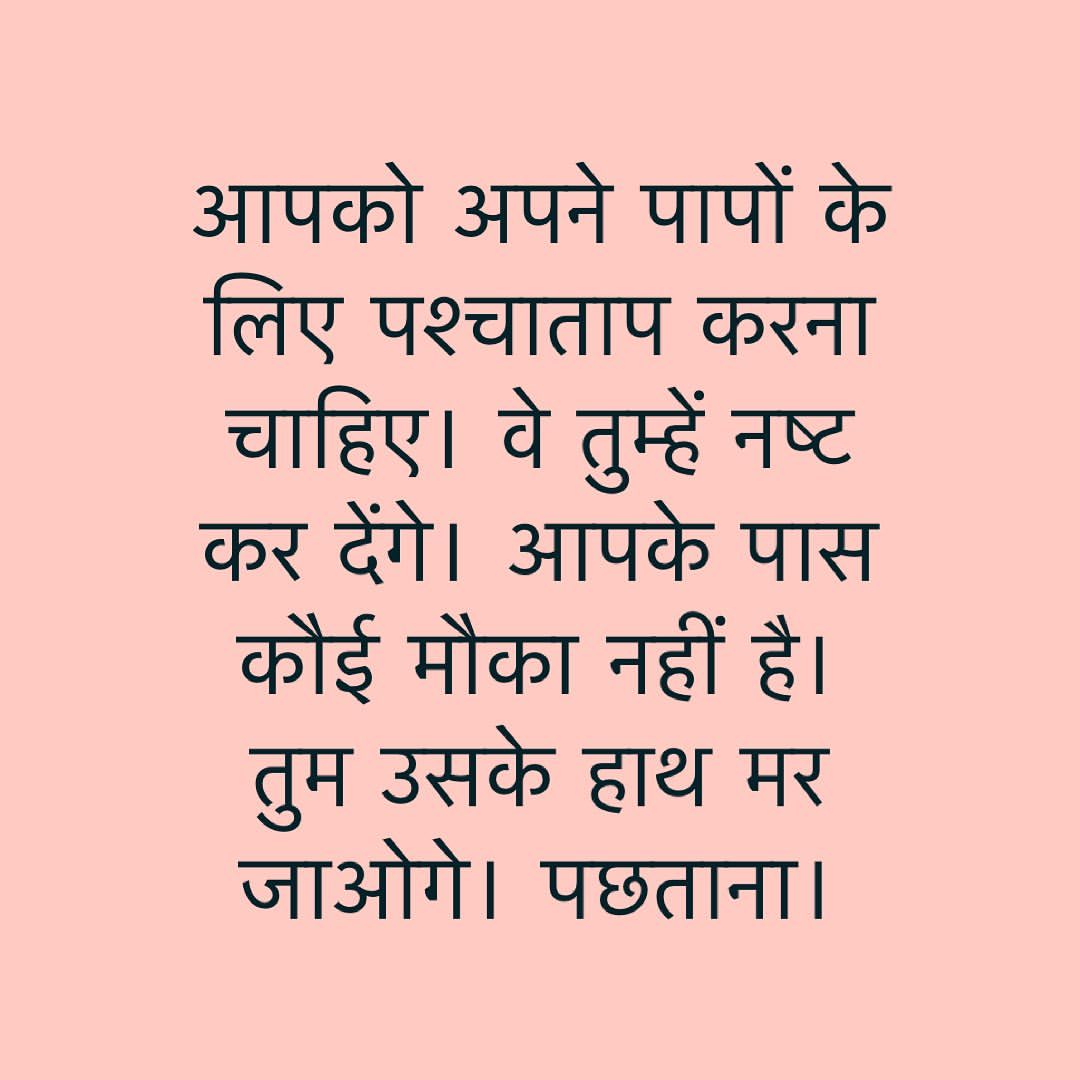 आपको अपने पापों के
लिए पश्चाताप करना
चाहिए। वे तुम्हें नष्ट
कर देंगे। आपके पास
कौई मौका नहीं है।
तुम उसके हाथ मर
जाओगे। पछताना।